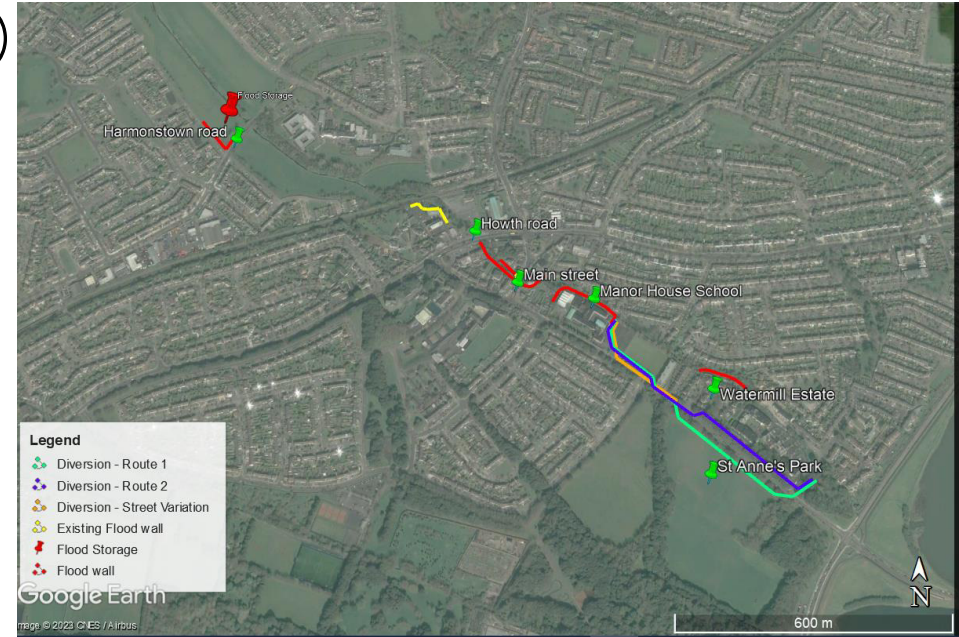 )
Flood Storage
Harmonstown road
Howth road
Main street
Manor House School
Watermill Estate
St Anne's Park
Legend
Diversion - Route 1
Diversion - Route 2
Diversion - Street Variation
Existing Flood wall
Flood Storage
Flood wall
Google Earth
mage © 2023 CNES / Airbus
600 m
N